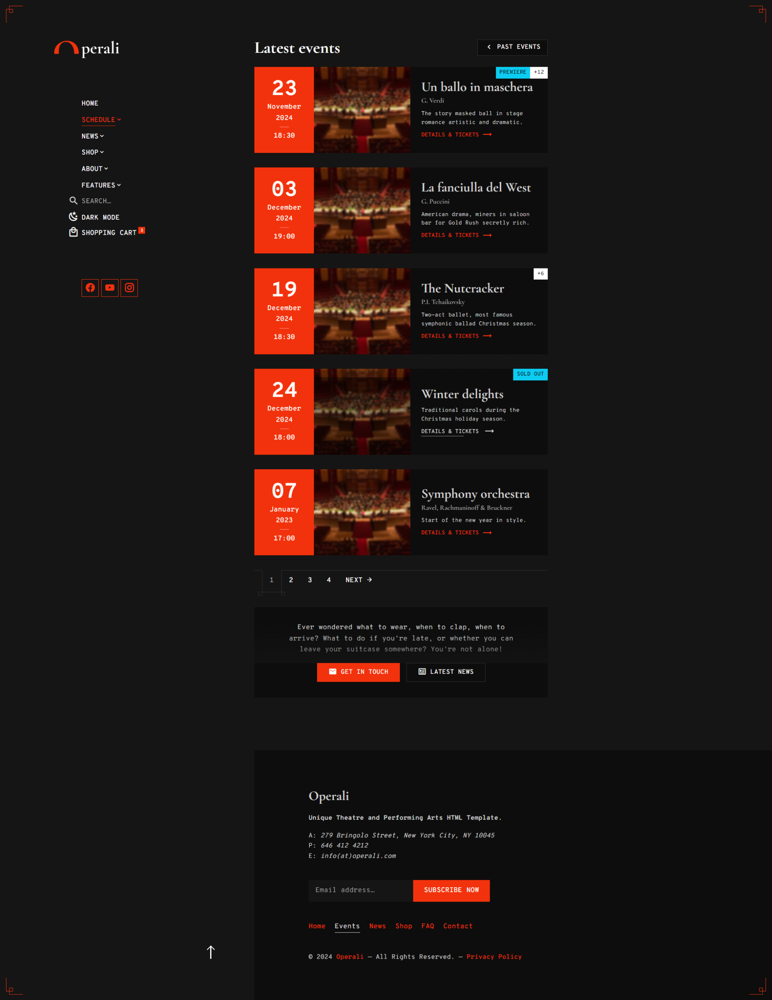 perali
HOME
SCHEDULE
NEWS
SHOP
ABOUT
FEATURES
SEARCH…
DARK MODE
SHOPPING CART 3
Latest events
PAST EVENTS
23
November
2024
18:30
PREMIERE +12
Un ballo in maschera
G. Verdi
The story masked ball in stage
romance artistic and dramatic.
DETAILS & TICKETS
03
December
2024
19:00
La fanciulla del West
G. Puccini
American drama, miners in saloon
bar for Gold Rush secretly rich.
DETAILS & TICKETS
19
December
2024
18:30
+6
The Nutcracker
P.I. Tchaikovsky
Two-act ballet, most famous
symphonic ballad Christmas season.
DETAILS & TICKETS
24
December
2024
18:00
SOLD OUT
Winter delights
Traditional carols during the
Christmas holiday season.
DETAILS & TICKETS
07
January
2023
17:00
Symphony orchestra
Ravel, Rachmaninoff & Bruckner
Start of the new year in style.
DETAILS & TICKETS
1 2 3 4 NEXT
Ever wondered what to wear, when to clap, when to
arrive? What to do if you're late, or whether you can
leave your suitcase somewhere? You're not alone!
GET IN TOUCH
LATEST NEWS
Operali
Unique Theatre and Performing Arts HTML Template.
A: 279 Bringolo Street, New York City, NY 10045
P: 646 412 4212
E: info(at)operali.com
Email address…
SUBSCRIBE NOW
Home Events News Shop FAQ Contact
© 2024 Operali — All Rights Reserved. — Privacy Policy